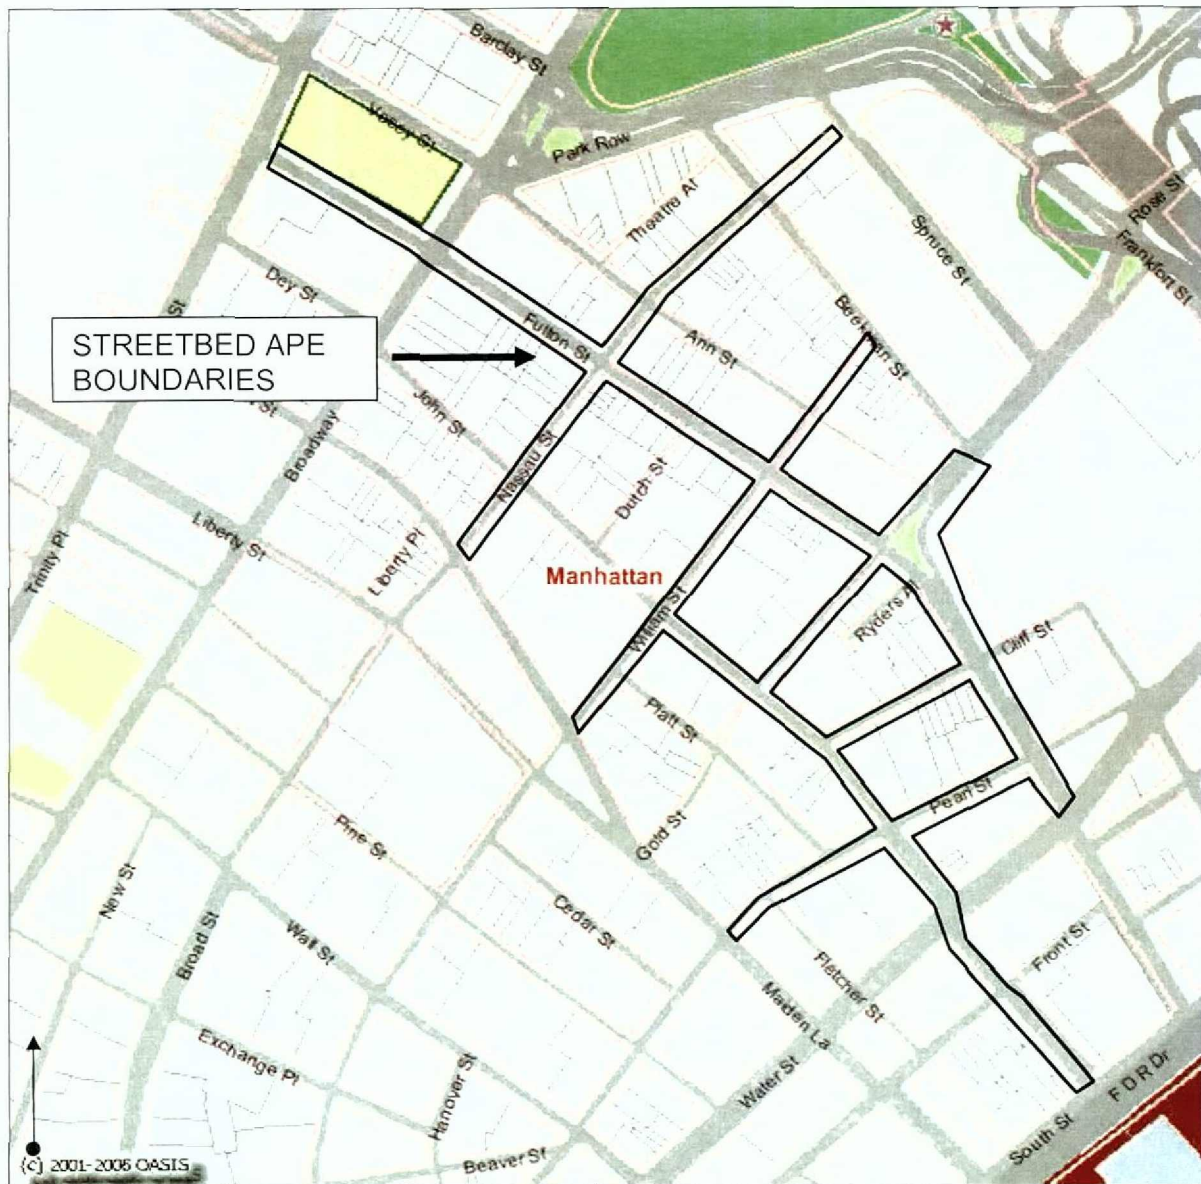 Barclay St
Vesey St
Park Row
Theatre Al
Rose St
Frankfort St
Spruce St
Dey St
St
STREETBED APE
BOUNDARIES
Fulton St
Ann St
Beekman St
St
John St
Broadway
Nassau St
Dutch St
Trinity Pl
Liberty St
Liberty Pl
Manhattan
William St
Ryders Al
Cliff St
Platt St
Pearl St
Gold St
Pine St
New St
Broad St
Wall St
Cedar St
Fletcher St
Front St
Maiden La
Exchange Pl
Hanover St
Water St
Beaver St
South St
F D R Dr
(c) 2001-2006 OASIS